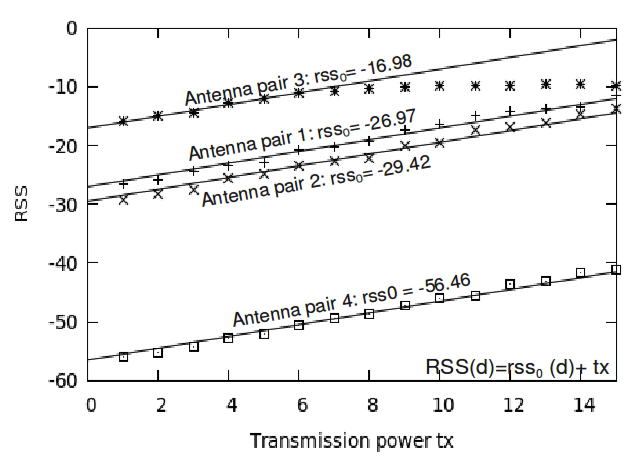 0
-10
-20
-30
-40
-50
-60
RSS
Antenna pair 3: rss₀= -16.98
Antenna pair 1: rss₀= -26.97
Antenna pair 2: rss₀= -29.42
Antenna pair 4: rss0 = -56.46
RSS(d)=rss₀ (d)+ tx
0 2 4 6 8 10 12 14
Transmission power tx